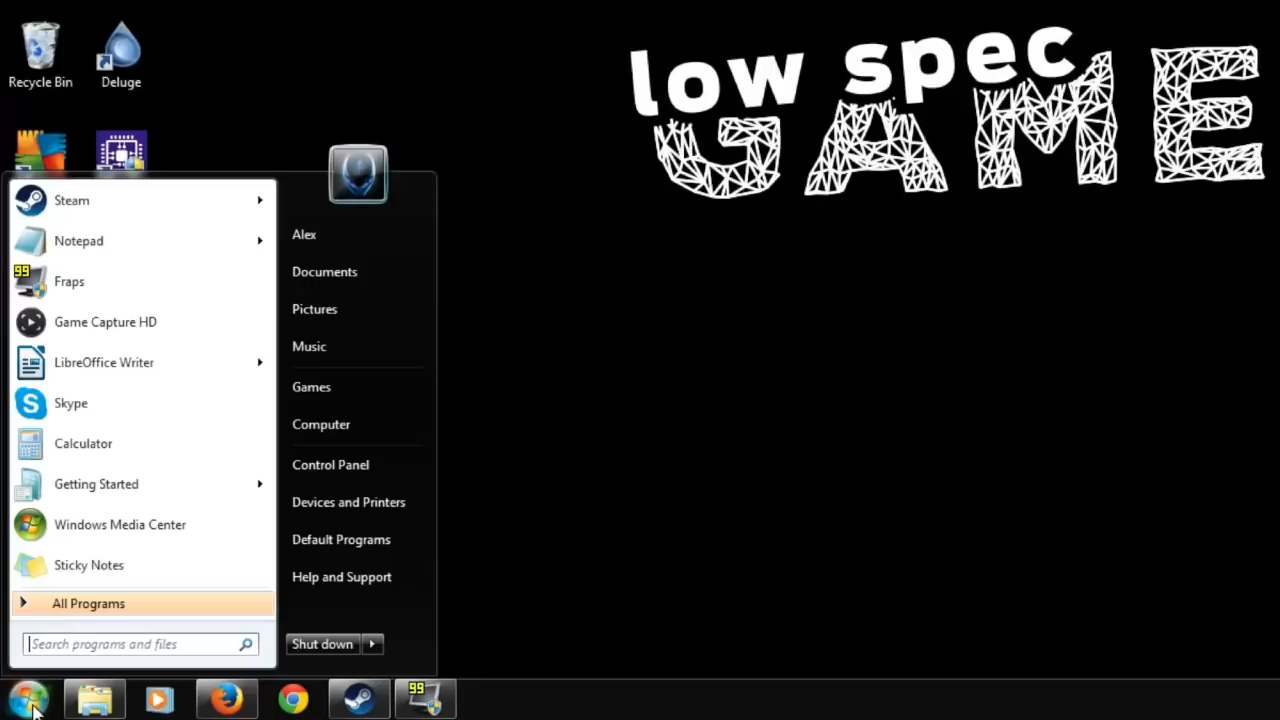 low spec
GAME
Recycle Bin
Deluge
Steam
Notepad
99
Fraps
Game Capture HD
LibreOffice Writer
Skype
Calculator
Getting Started
Windows Media Center
Sticky Notes
All Programs
Search programs and files
Alex
Documents
Pictures
Music
Games
Computer
Control Panel
Devices and Printers
Default Programs
Help and Support
Shut down
99